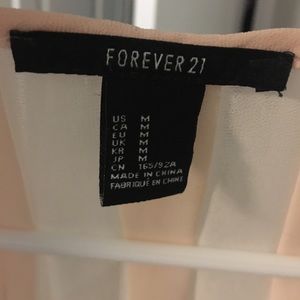 FOREVER 21
US M
CA M
EU M
UK M
KR M
JP M
CN 165/92A
MADE IN CHINA
FABRIQUÉ EN CHINE